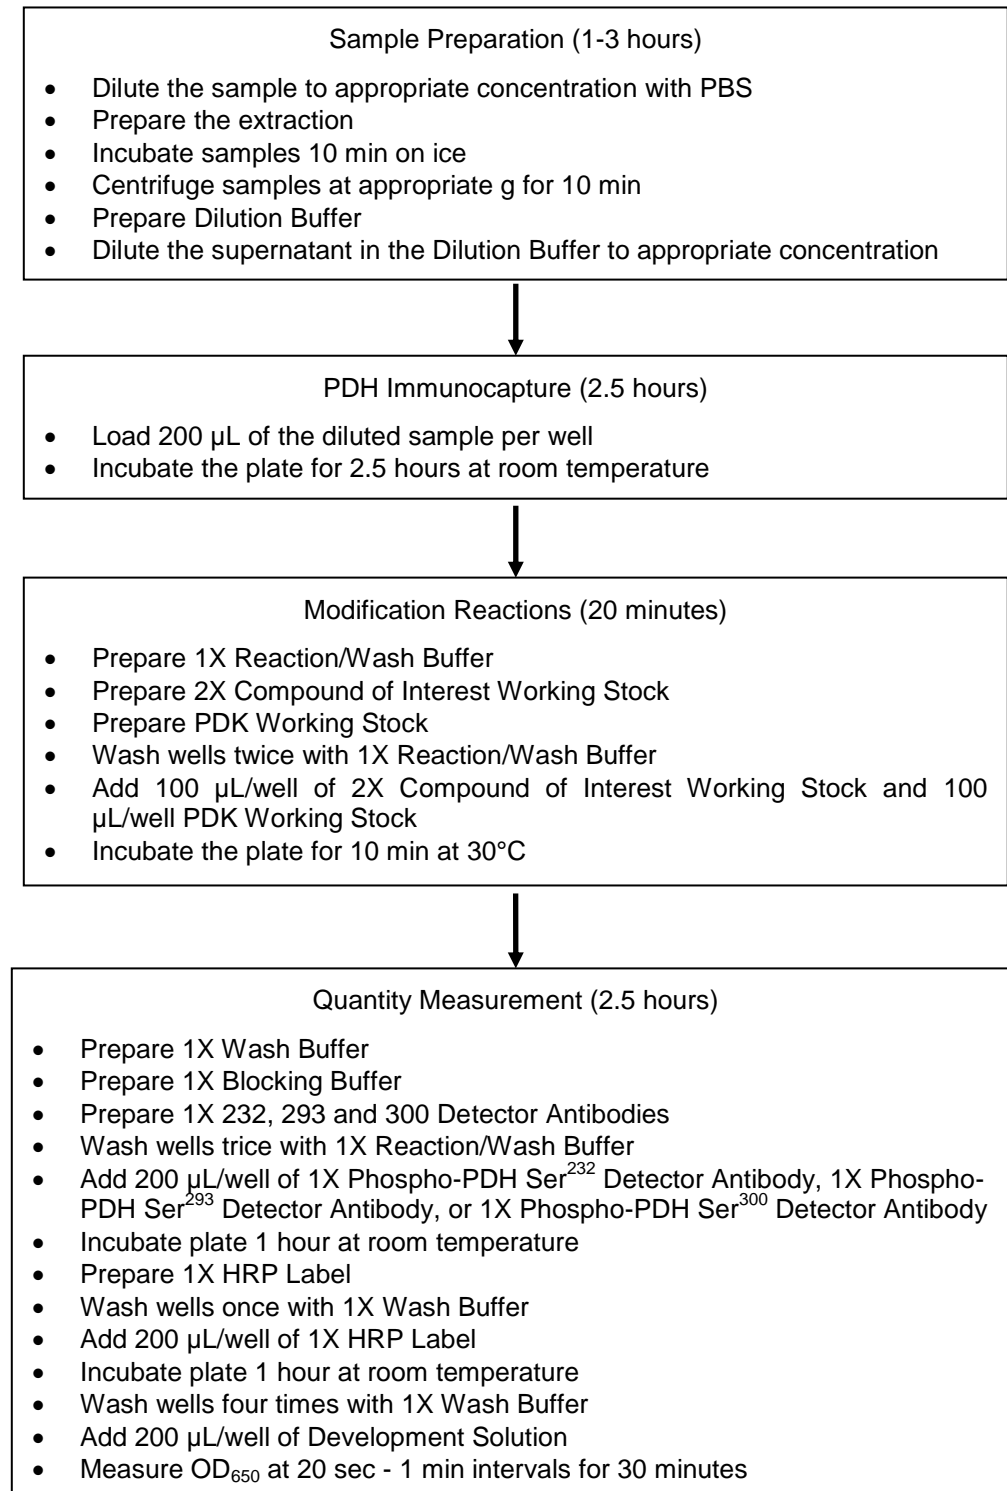 Sample Preparation (1-3 hours)
• Dilute the sample to appropriate concentration with PBS
• Prepare the extraction
• Incubate samples 10 min on ice
• Centrifuge samples at appropriate g for 10 min
• Prepare Dilution Buffer
• Dilute the supernatant in the Dilution Buffer to appropriate concentration
PDH Immunocapture (2.5 hours)
• Load 200 µL of the diluted sample per well
• Incubate the plate for 2.5 hours at room temperature
Modification Reactions (20 minutes)
• Prepare 1X Reaction/Wash Buffer
• Prepare 2X Compound of Interest Working Stock
• Prepare PDK Working Stock
• Wash wells twice with 1X Reaction/Wash Buffer
• Add 100 µL/well of 2X Compound of Interest Working Stock and 100
µL/well PDK Working Stock
• Incubate the plate for 10 min at 30°C
Quantity Measurement (2.5 hours)
• Prepare 1X Wash Buffer
• Prepare 1X Blocking Buffer
• Prepare 1X 232, 293 and 300 Detector Antibodies
• Wash wells trice with 1X Reaction/Wash Buffer
• Add 200 µL/well of 1X Phospho-PDH Ser²³² Detector Antibody, 1X Phospho-
PDH Ser²⁹³ Detector Antibody, or 1X Phospho-PDH Ser³⁰⁰ Detector Antibody
• Incubate plate 1 hour at room temperature
• Prepare 1X HRP Label
• Wash wells once with 1X Wash Buffer
• Add 200 µL/well of 1X HRP Label
• Incubate plate 1 hour at room temperature
• Wash wells four times with 1X Wash Buffer
• Add 200 µL/well of Development Solution
• Measure OD₆₅₀ at 20 sec - 1 min intervals for 30 minutes